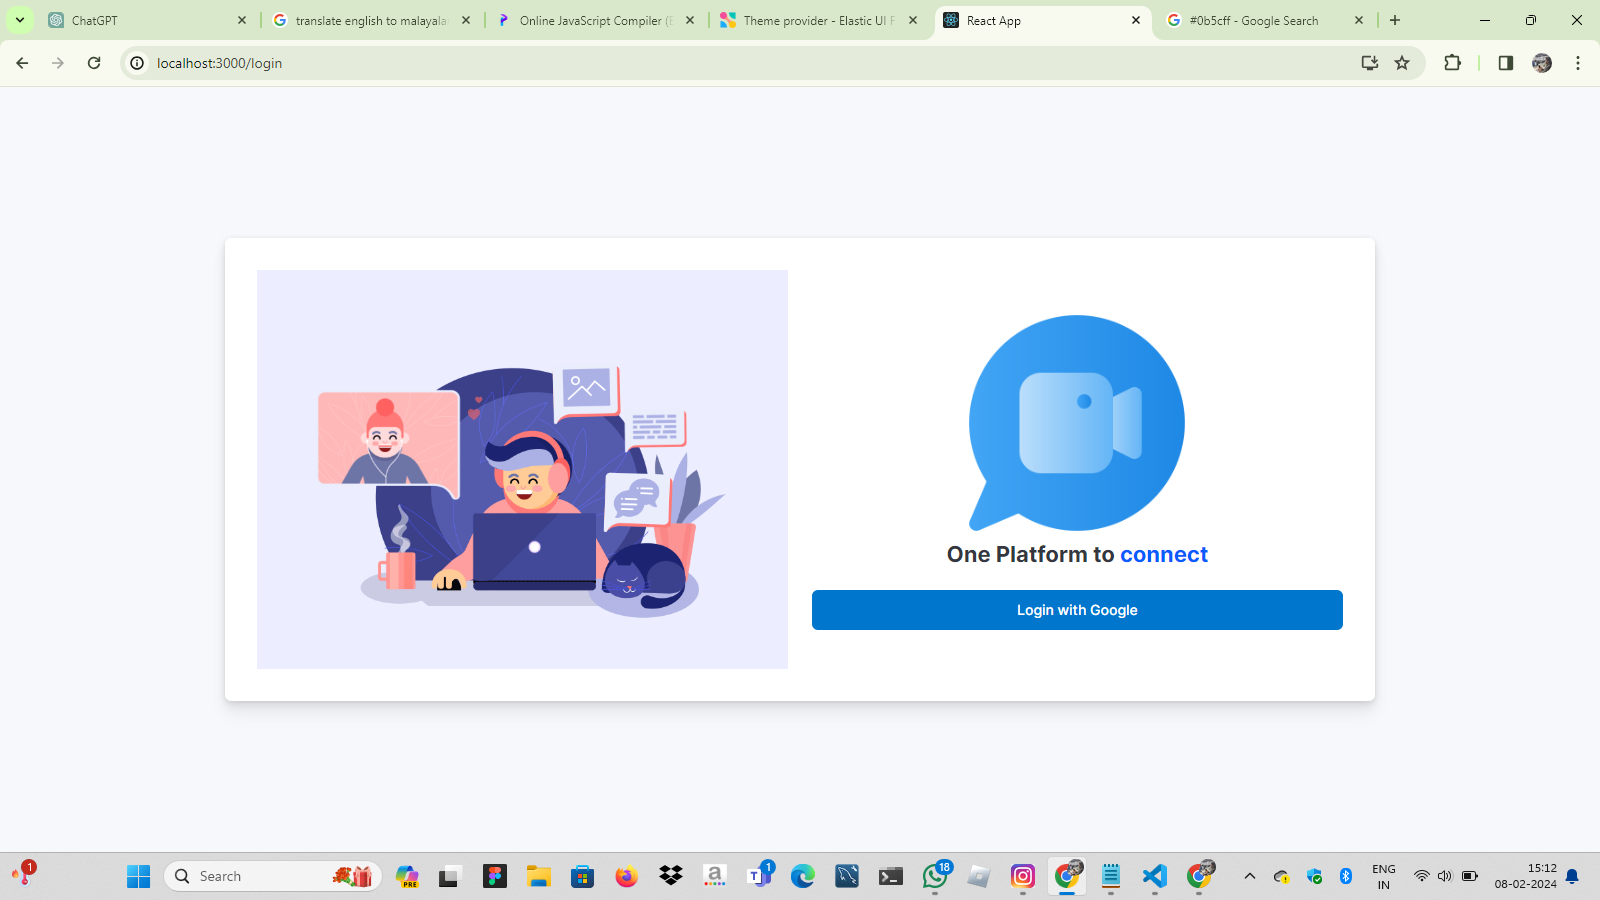 ChatGPT
translate english to malayala
Online JavaScript Compiler (E
Theme provider - Elastic UI F
React App
#0b5cff - Google Search
localhost:3000/login
One Platform to connect
Login with Google
1
Search
PRE
a
T
1
18
ENG
IN
15:12
08-02-2024